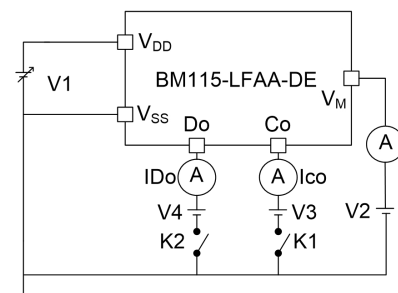 V_DD
V1
BM115-LFAA-DE
V_SS
V_M
Do
Co
A
IDo
A
A
Ico
V4
V3
V2
K2
K1